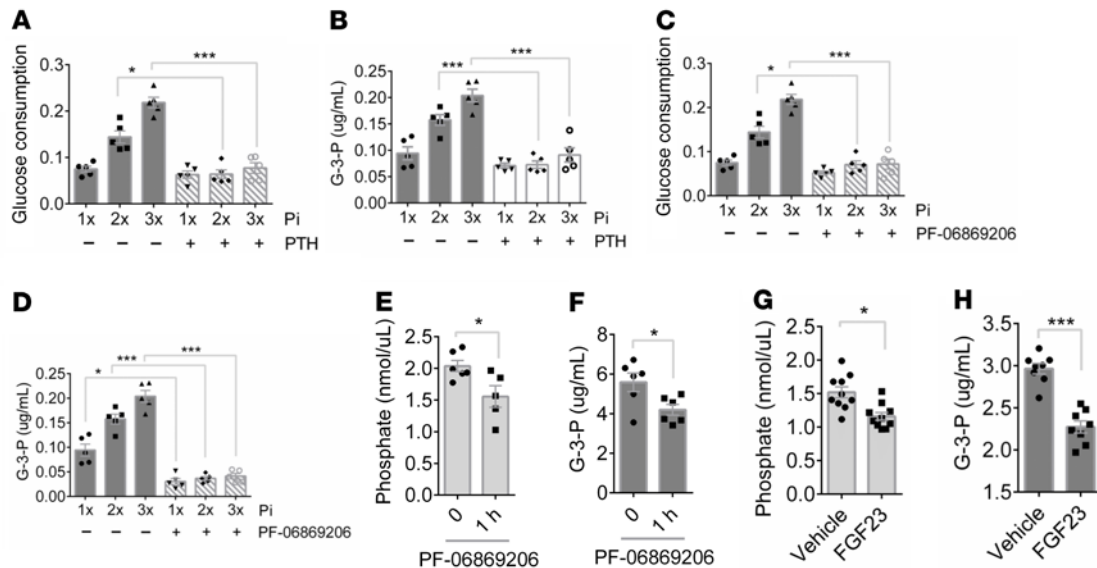 A
Glucose consumption
***
*
0.3
0.2
0.1
0.0
1x 2x 3x 1x 2x 3x Pi
− − − + + + PTH
B
G-3-P (ug/mL)
***
***
0.25
0.20
0.15
0.10
0.05
0.00
1x 2x 3x 1x 2x 3x Pi
− − − + + + PTH
C
Glucose consumption
***
*
0.3
0.2
0.1
0.0
1x 2x 3x 1x 2x 3x Pi
− − − + + + PF-06869206
D
G-3-P (ug/mL)
***
***
*
0.25
0.20
0.15
0.10
0.05
0.00
1x 2x 3x 1x 2x 3x Pi
− − − + + + PF-06869206
E
Phosphate (nmol/uL)
*
2.5
2.0
1.5
1.0
0.5
0.0
0 1 h
PF-06869206
F
G-3-P (ug/mL)
*
8
6
4
2
0
0 1 h
PF-06869206
G
Phosphate (nmol/uL)
*
2.5
2.0
1.5
1.0
0.5
0.0
Vehicle FGF23
H
G-3-P (ug/mL)
***
3.5
3.0
2.5
2.0
1.5
Vehicle FGF23